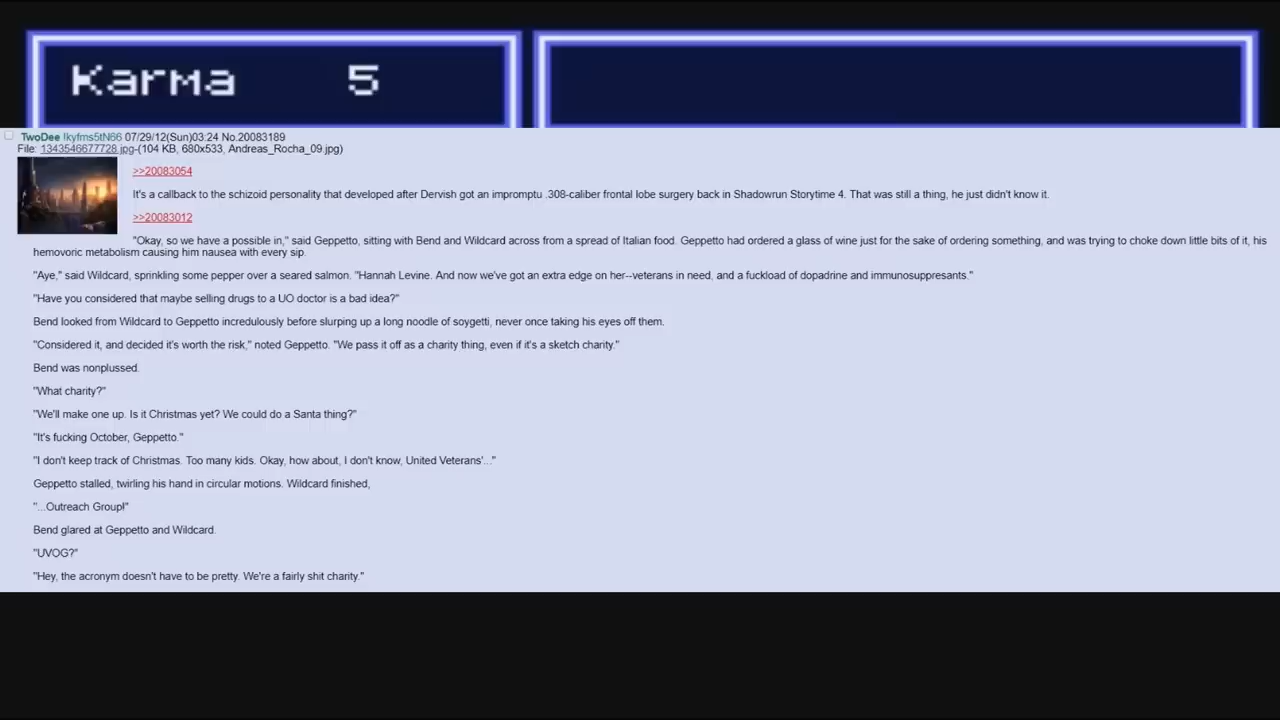 Karma 5
TwoDee !kyfms5tN66 07/29/12(Sun)03:24 No.20083189
File: 1343546677728.jpg-(104 KB, 680x533, Andreas_Rocha_09.jpg)
>>20083054
It's a callback to the schizoid personality that developed after Dervish got an impromptu .308-caliber frontal lobe surgery back in Shadowrun Storytime 4. That was still a thing, he just didn't know it.
>>20083012
"Okay, so we have a possible in," said Geppetto, sitting with Bend and Wildcard across from a spread of Italian food. Geppetto had ordered a glass of wine just for the sake of ordering something, and was trying to choke down little bits of it, his
hemovoric metabolism causing him nausea with every sip.
"Aye," said Wildcard, sprinkling some pepper over a seared salmon. "Hannah Levine. And now we've got an extra edge on her--veterans in need, and a fuckload of dopadrine and immunosuppresants."
"Have you considered that maybe selling drugs to a UO doctor is a bad idea?"
Bend looked from Wildcard to Geppetto incredulously before slurping up a long noodle of soygetti, never once taking his eyes off them.
"Considered it, and decided it's worth the risk," noted Geppetto. "We pass it off as a charity thing, even if it's a sketch charity."
Bend was nonplussed.
"What charity?"
"We'll make one up. Is it Christmas yet? We could do a Santa thing?"
"It's fucking October, Geppetto."
"I don't keep track of Christmas. Too many kids. Okay, how about, I don't know, United Veterans'..."
Geppetto stalled, twirling his hand in circular motions. Wildcard finished,
"...Outreach Group!"
Bend glared at Geppetto and Wildcard.
"UVOG?"
"Hey, the acronym doesn't have to be pretty. We're a fairly shit charity."